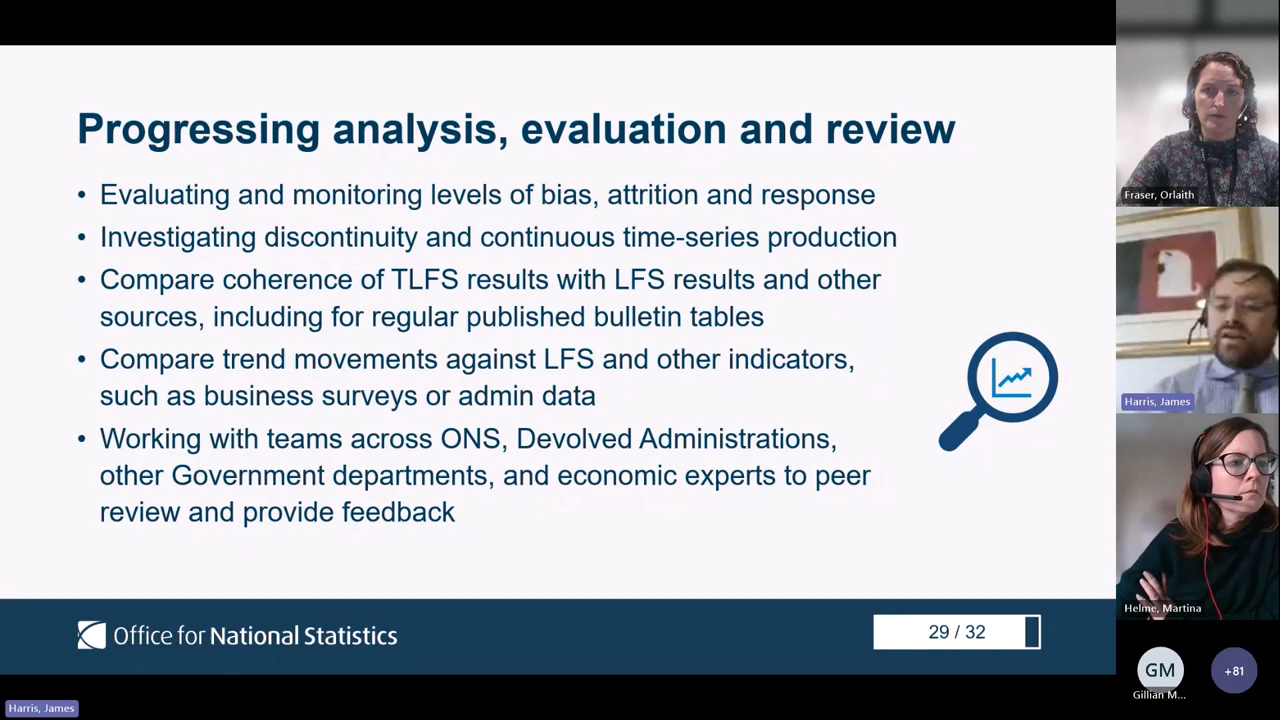 Progressing analysis, evaluation and review
• Evaluating and monitoring levels of bias, attrition and response
• Investigating discontinuity and continuous time-series production
• Compare coherence of TLFS results with LFS results and other
sources, including for regular published bulletin tables
• Compare trend movements against LFS and other indicators,
such as business surveys or admin data
• Working with teams across ONS, Devolved Administrations,
other Government departments, and economic experts to peer
review and provide feedback
Office for National Statistics
29 / 32
Fraser, Orlaith
Harris, James
Helme, Martina
GM
Gillian M...
+81
Harris, James